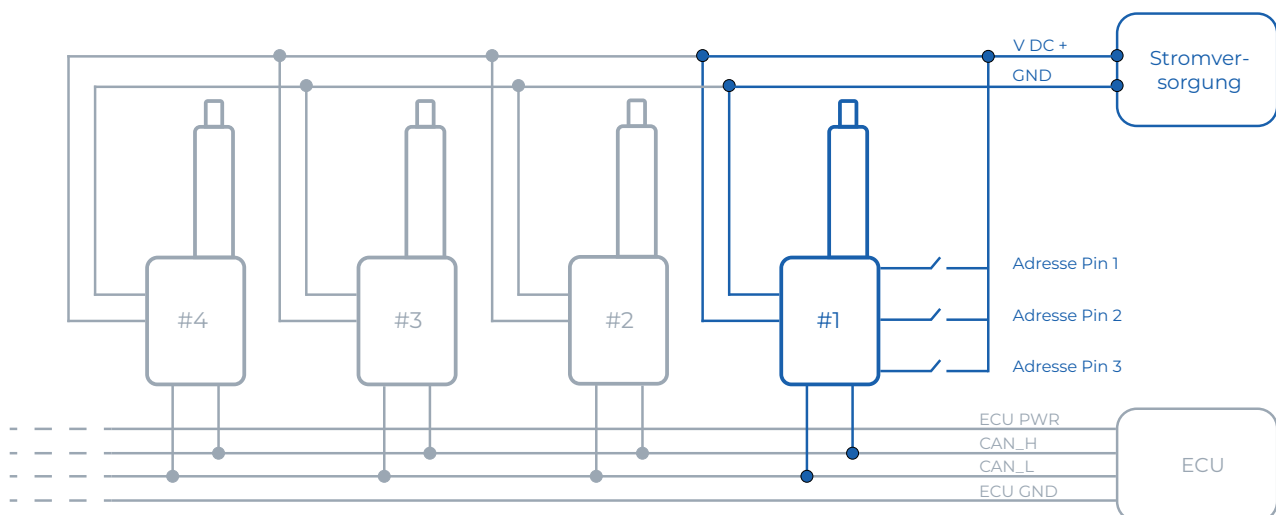 V DC +
GND
Stromver-
sorgung
Adresse Pin 1
#4
#3
#2
#1
Adresse Pin 2
Adresse Pin 3
ECU PWR
CAN_H
CAN_L
ECU GND
ECU